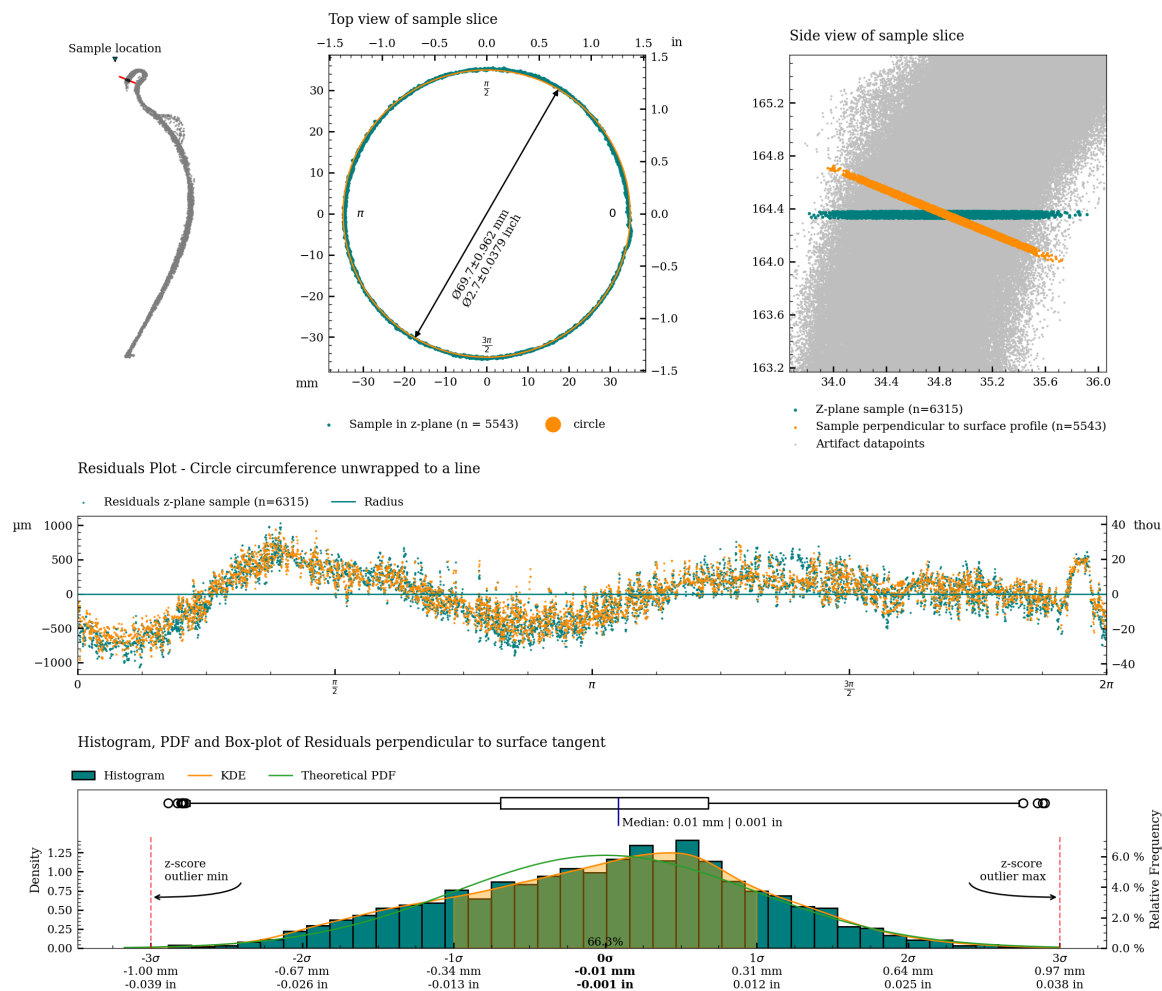 Sample location
Top view of sample slice
−1.5 −1.0 −0.5 0.0 0.5 1.0 1.5 in
30
20
10
0
−10
−20
−30
mm
π/2
π
0
3π/2
Ø69.7±0.962 mm
Ø2.7±0.0379 inch
1.5
1.0
0.5
0.0
−0.5
−1.0
−1.5
−30 −20 −10 0 10 20 30
Sample in z-plane (n = 5543) circle
Side view of sample slice
165.2
164.8
164.4
164.0
163.6
163.2
34.0 34.4 34.8 35.2 35.6 36.0
Z-plane sample (n=6315)
Sample perpendicular to surface profile (n=5543)
Artifact datapoints
Residuals Plot - Circle circumference unwrapped to a line
Residuals z-plane sample (n=6315) Radius
µm
1000
500
0
−500
−1000
40 thou
20
0
−20
−40
0 π/2 π 3π/2 2π
Histogram, PDF and Box-plot of Residuals perpendicular to surface tangent
Histogram KDE Theoretical PDF
Median: 0.01 mm | 0.001 in
Density
1.25
1.00
0.75
0.50
0.25
0.00
z-score
outlier min
z-score
outlier max
66.3%
6.0 %
4.0 %
2.0 %
0.0 %
Relative Frequency
-3σ -2σ -1σ 0σ 1σ 2σ 3σ
-1.00 mm -0.67 mm -0.34 mm -0.01 mm 0.31 mm 0.64 mm 0.97 mm
-0.039 in -0.026 in -0.013 in -0.001 in 0.012 in 0.025 in 0.038 in